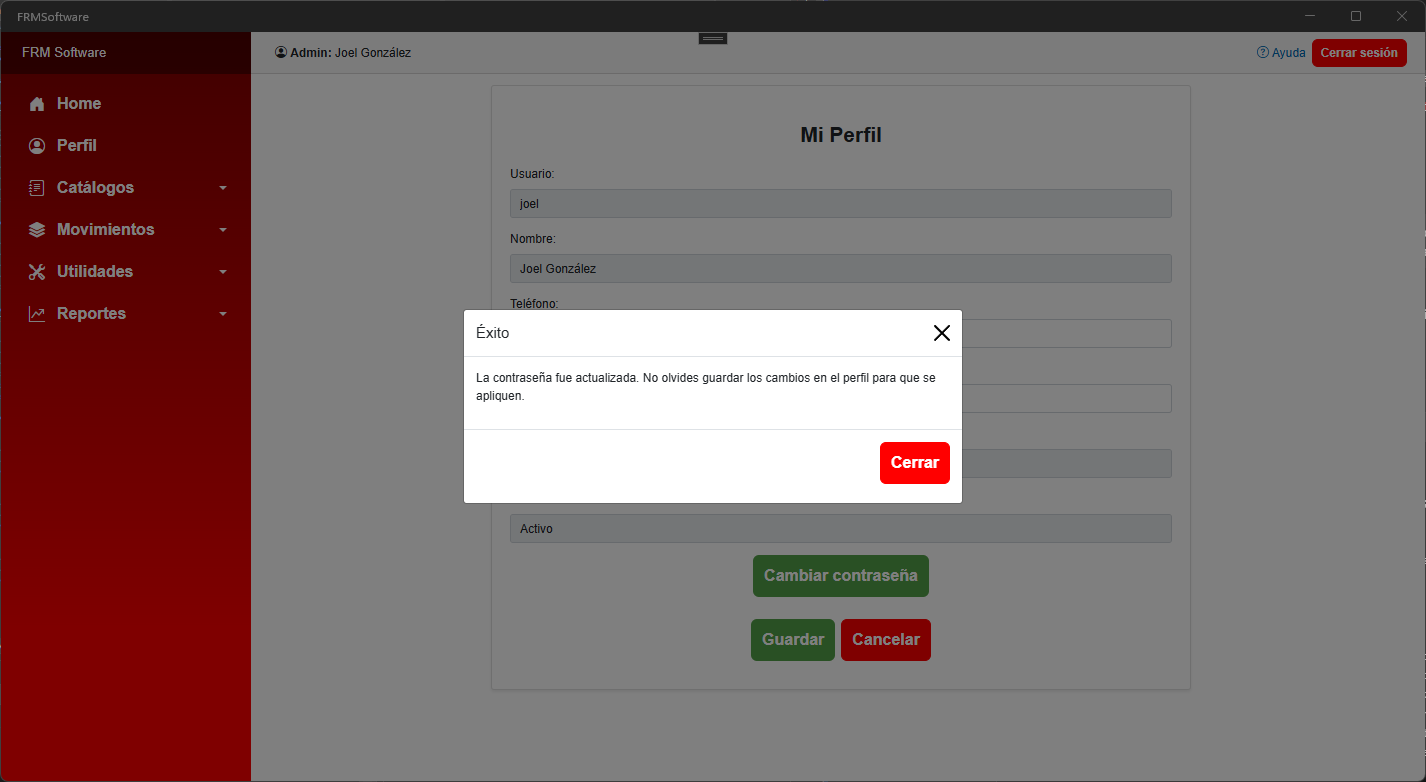 FRMSoftware
FRM Software
Admin: Joel González
Ayuda
Cerrar sesión
Home
Perfil
Catálogos
Movimientos
Utilidades
Reportes
Mi Perfil
Usuario:
joel
Nombre:
Joel González
Teléfono:
Éxito
La contraseña fue actualizada. No olvides guardar los cambios en el perfil para que se
apliquen.
Cerrar
Activo
Cambiar contraseña
Guardar
Cancelar